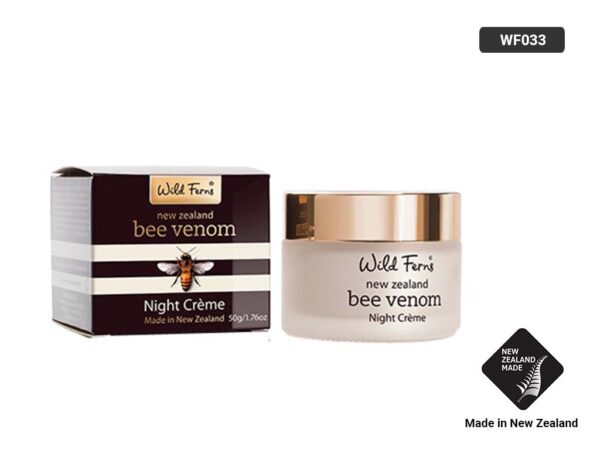 WF033
Wild Ferns®
new zealand
bee venom
Night Crème
Made in New Zealand 50g/1.76oz
Wild Ferns®
new zealand
bee venom
Night Crème
NEW
ZEALAND
MADE
Made in New Zealand